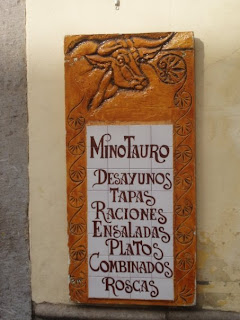 MINOTAURO
DESAYUNOS
TAPAS
RACIONES
ENSALADAS
PLATOS
COMBINADOS
ROSCAS